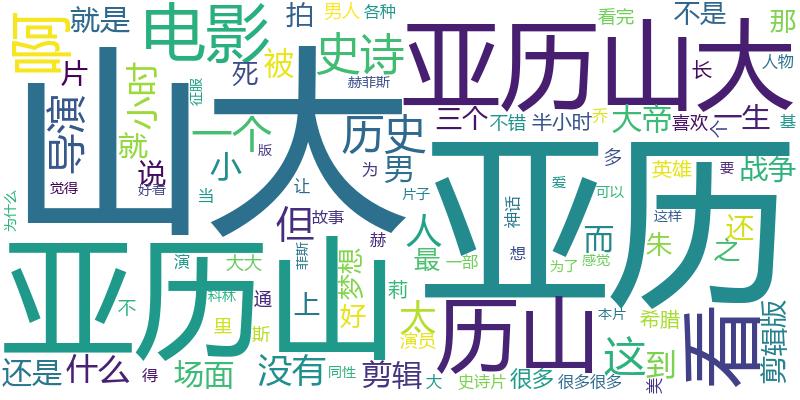 啊 就是 电影 拍 男人 各种 看完 不是 那
史诗 亚历山大
片 小时 死 被 征服 赫菲斯 长 人物
山大
导演 就 一个 历史 三个 不错 半小时 乔 大帝 喜欢 一生 基
说 小 男 亚历 多 英雄 战争
觉得 好看 版 为 当 让 片子 爱 可以 要
为什么 但 故事 人 神话 而 这样 朱 还
亚历山 演 大大 赫 菲斯 梦想 最 一部 想 为了 感觉 之
不 科林 通 上 莉
里 斯 好 太 历山 本片 希腊 看 剪辑版
演员 这 到
还是 什么 得 场面 没有 同性 剪辑 大 史诗片 很多 很多很多 美